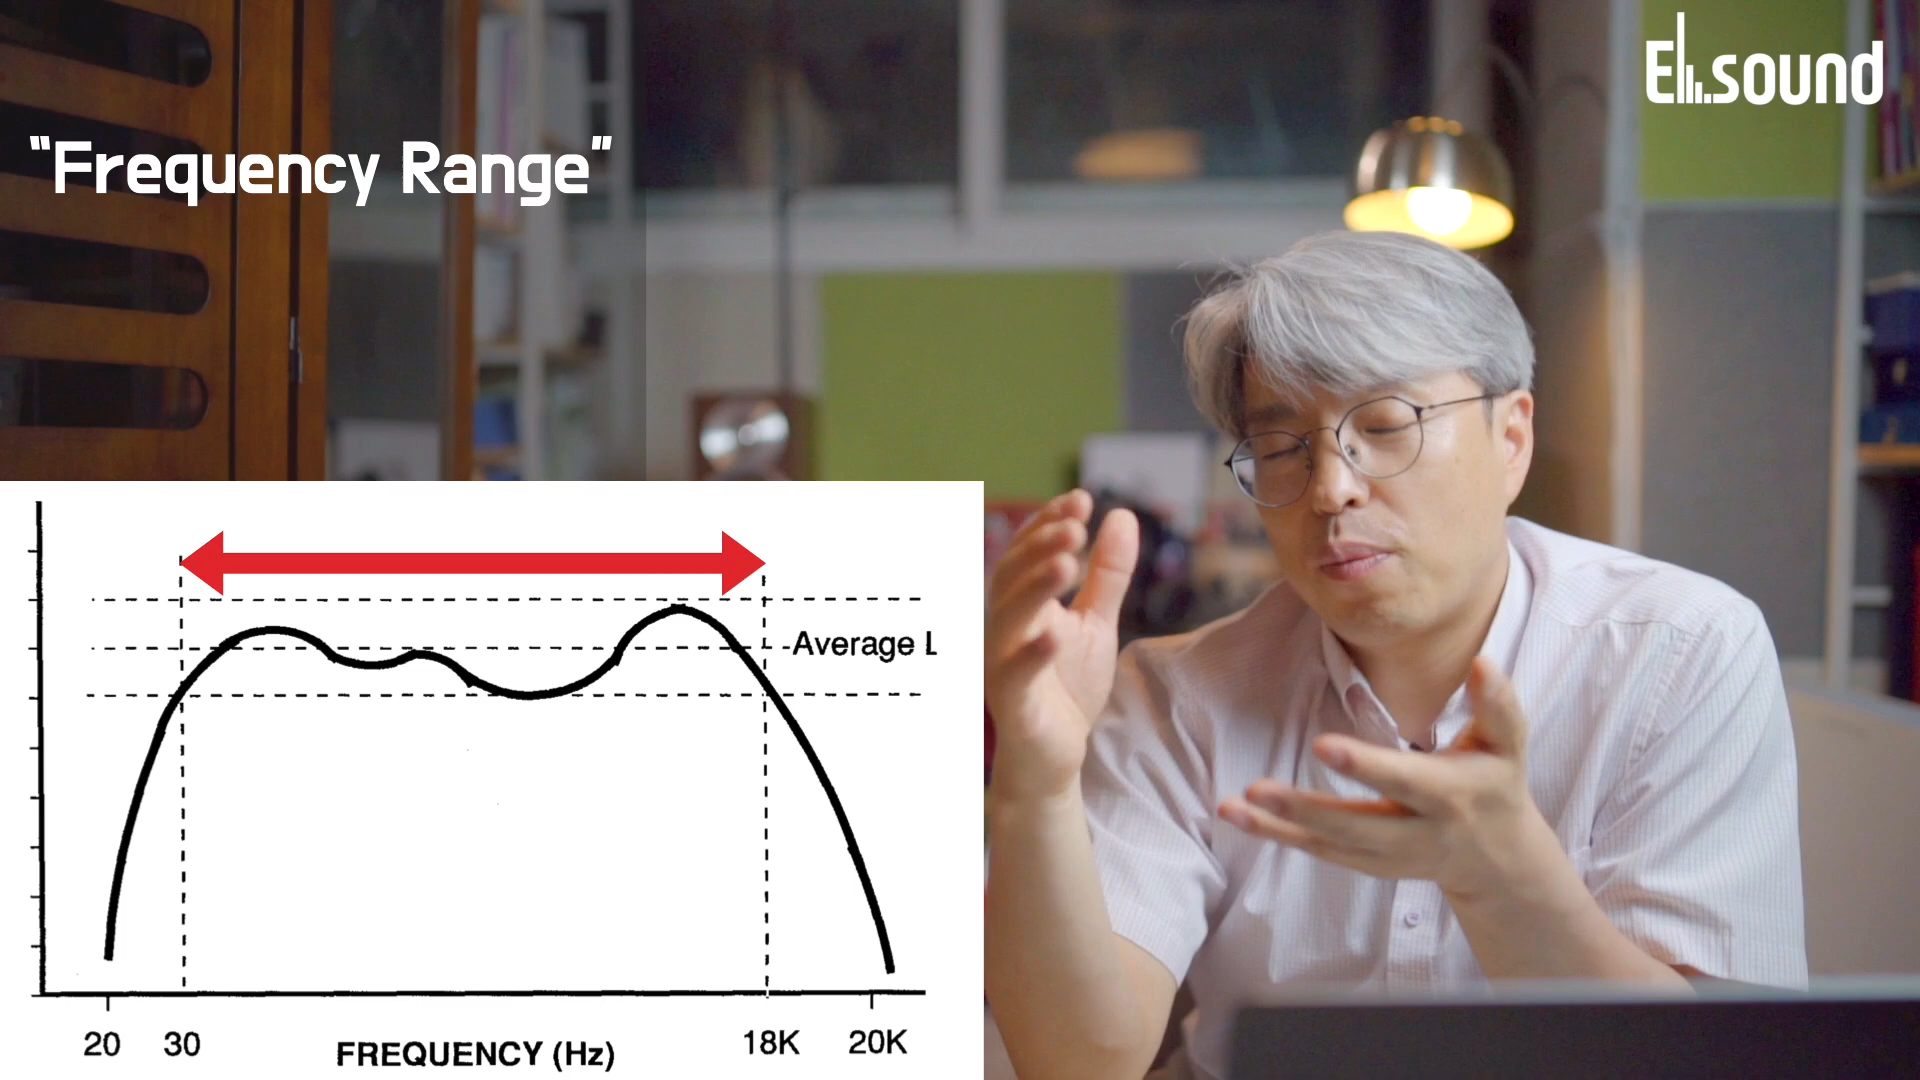 El.sound
“Frequency Range”
Average L
20 30 18K 20K
FREQUENCY (Hz)